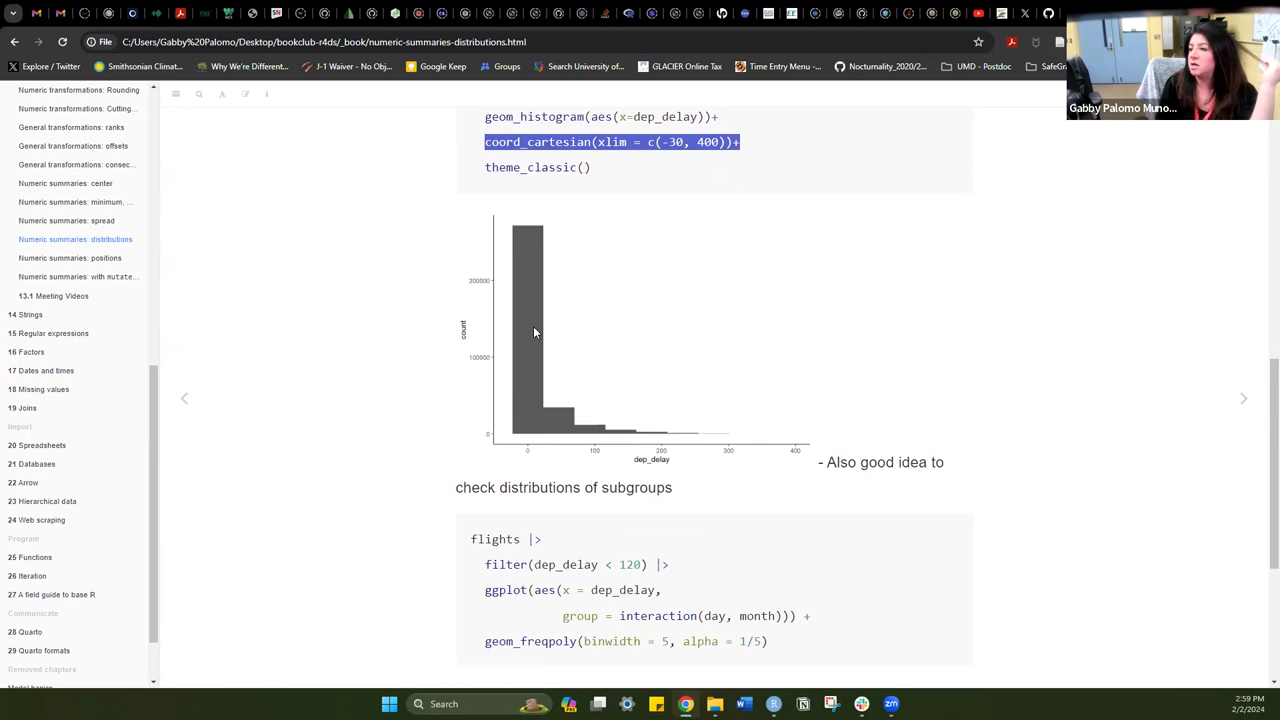 File
C:/Users/Gabby%20Palomo/Desktop/bookclub-r4ds/_book/numeric-summaries-distributions.html
Explore / Twitter
Smithsonian Climat...
Why We're Different...
J-1 Waiver - No Obj...
Google Keep
Search University of...
GLACIER Online Tax
Time Entry Menu -...
Nocturnality_2020/2...
UMD - Postdoc
SafeGra
Gabby Palomo Muno...
Numeric transformations: Rounding
Numeric transformations: Cutting...
General transformations: ranks
General transformations: offsets
General transformations: consec...
Numeric summaries: center
Numeric summaries: minimum, ...
Numeric summaries: spread
Numeric summaries: distributions
Numeric summaries: positions
Numeric summaries: with mutate...
13.1 Meeting Videos
14 Strings
15 Regular expressions
16 Factors
17 Dates and times
18 Missing values
19 Joins
Import
20 Spreadsheets
21 Databases
22 Arrow
23 Hierarchical data
24 Web scraping
Program
25 Functions
26 Iteration
27 A field guide to base R
Communicate
28 Quarto
29 Quarto formats
Removed chapters
geom_histogram(aes(x=dep_delay))+
coord_cartesian(xlim = c(-30, 400))+
theme_classic()
200000
100000
0
count
0 100 200 300 400
dep_delay
- Also good idea to
check distributions of subgroups
flights |>
filter(dep_delay < 120) |>
ggplot(aes(x = dep_delay,
group = interaction(day, month))) +
geom_freqpoly(binwidth = 5, alpha = 1/5)
Search
2:59 PM
2/2/2024